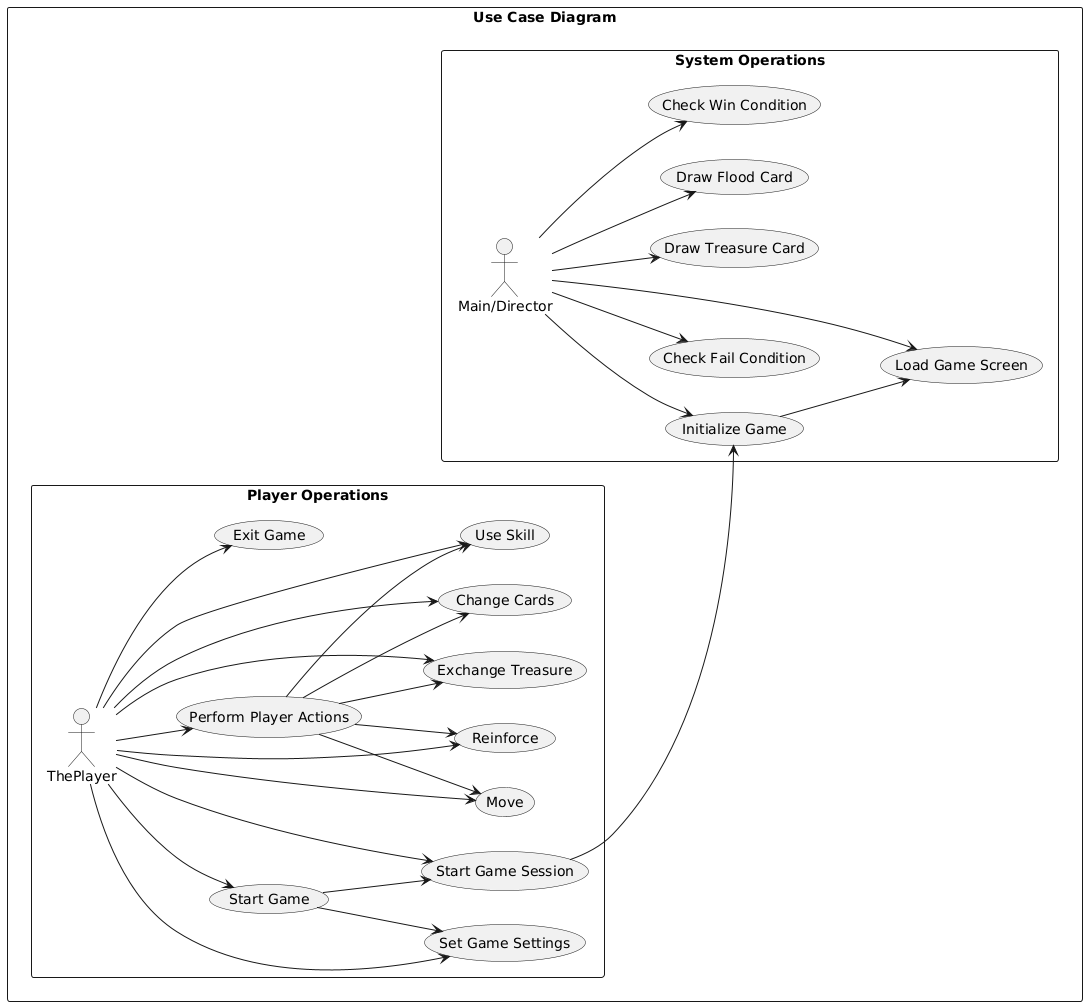 Use Case Diagram
System Operations
Check Win Condition
Draw Flood Card
Draw Treasure Card
Main/Director
Check Fail Condition
Load Game Screen
Initialize Game
Player Operations
Exit Game
Use Skill
Change Cards
Exchange Treasure
Perform Player Actions
Reinforce
ThePlayer
Move
Start Game Session
Start Game
Set Game Settings